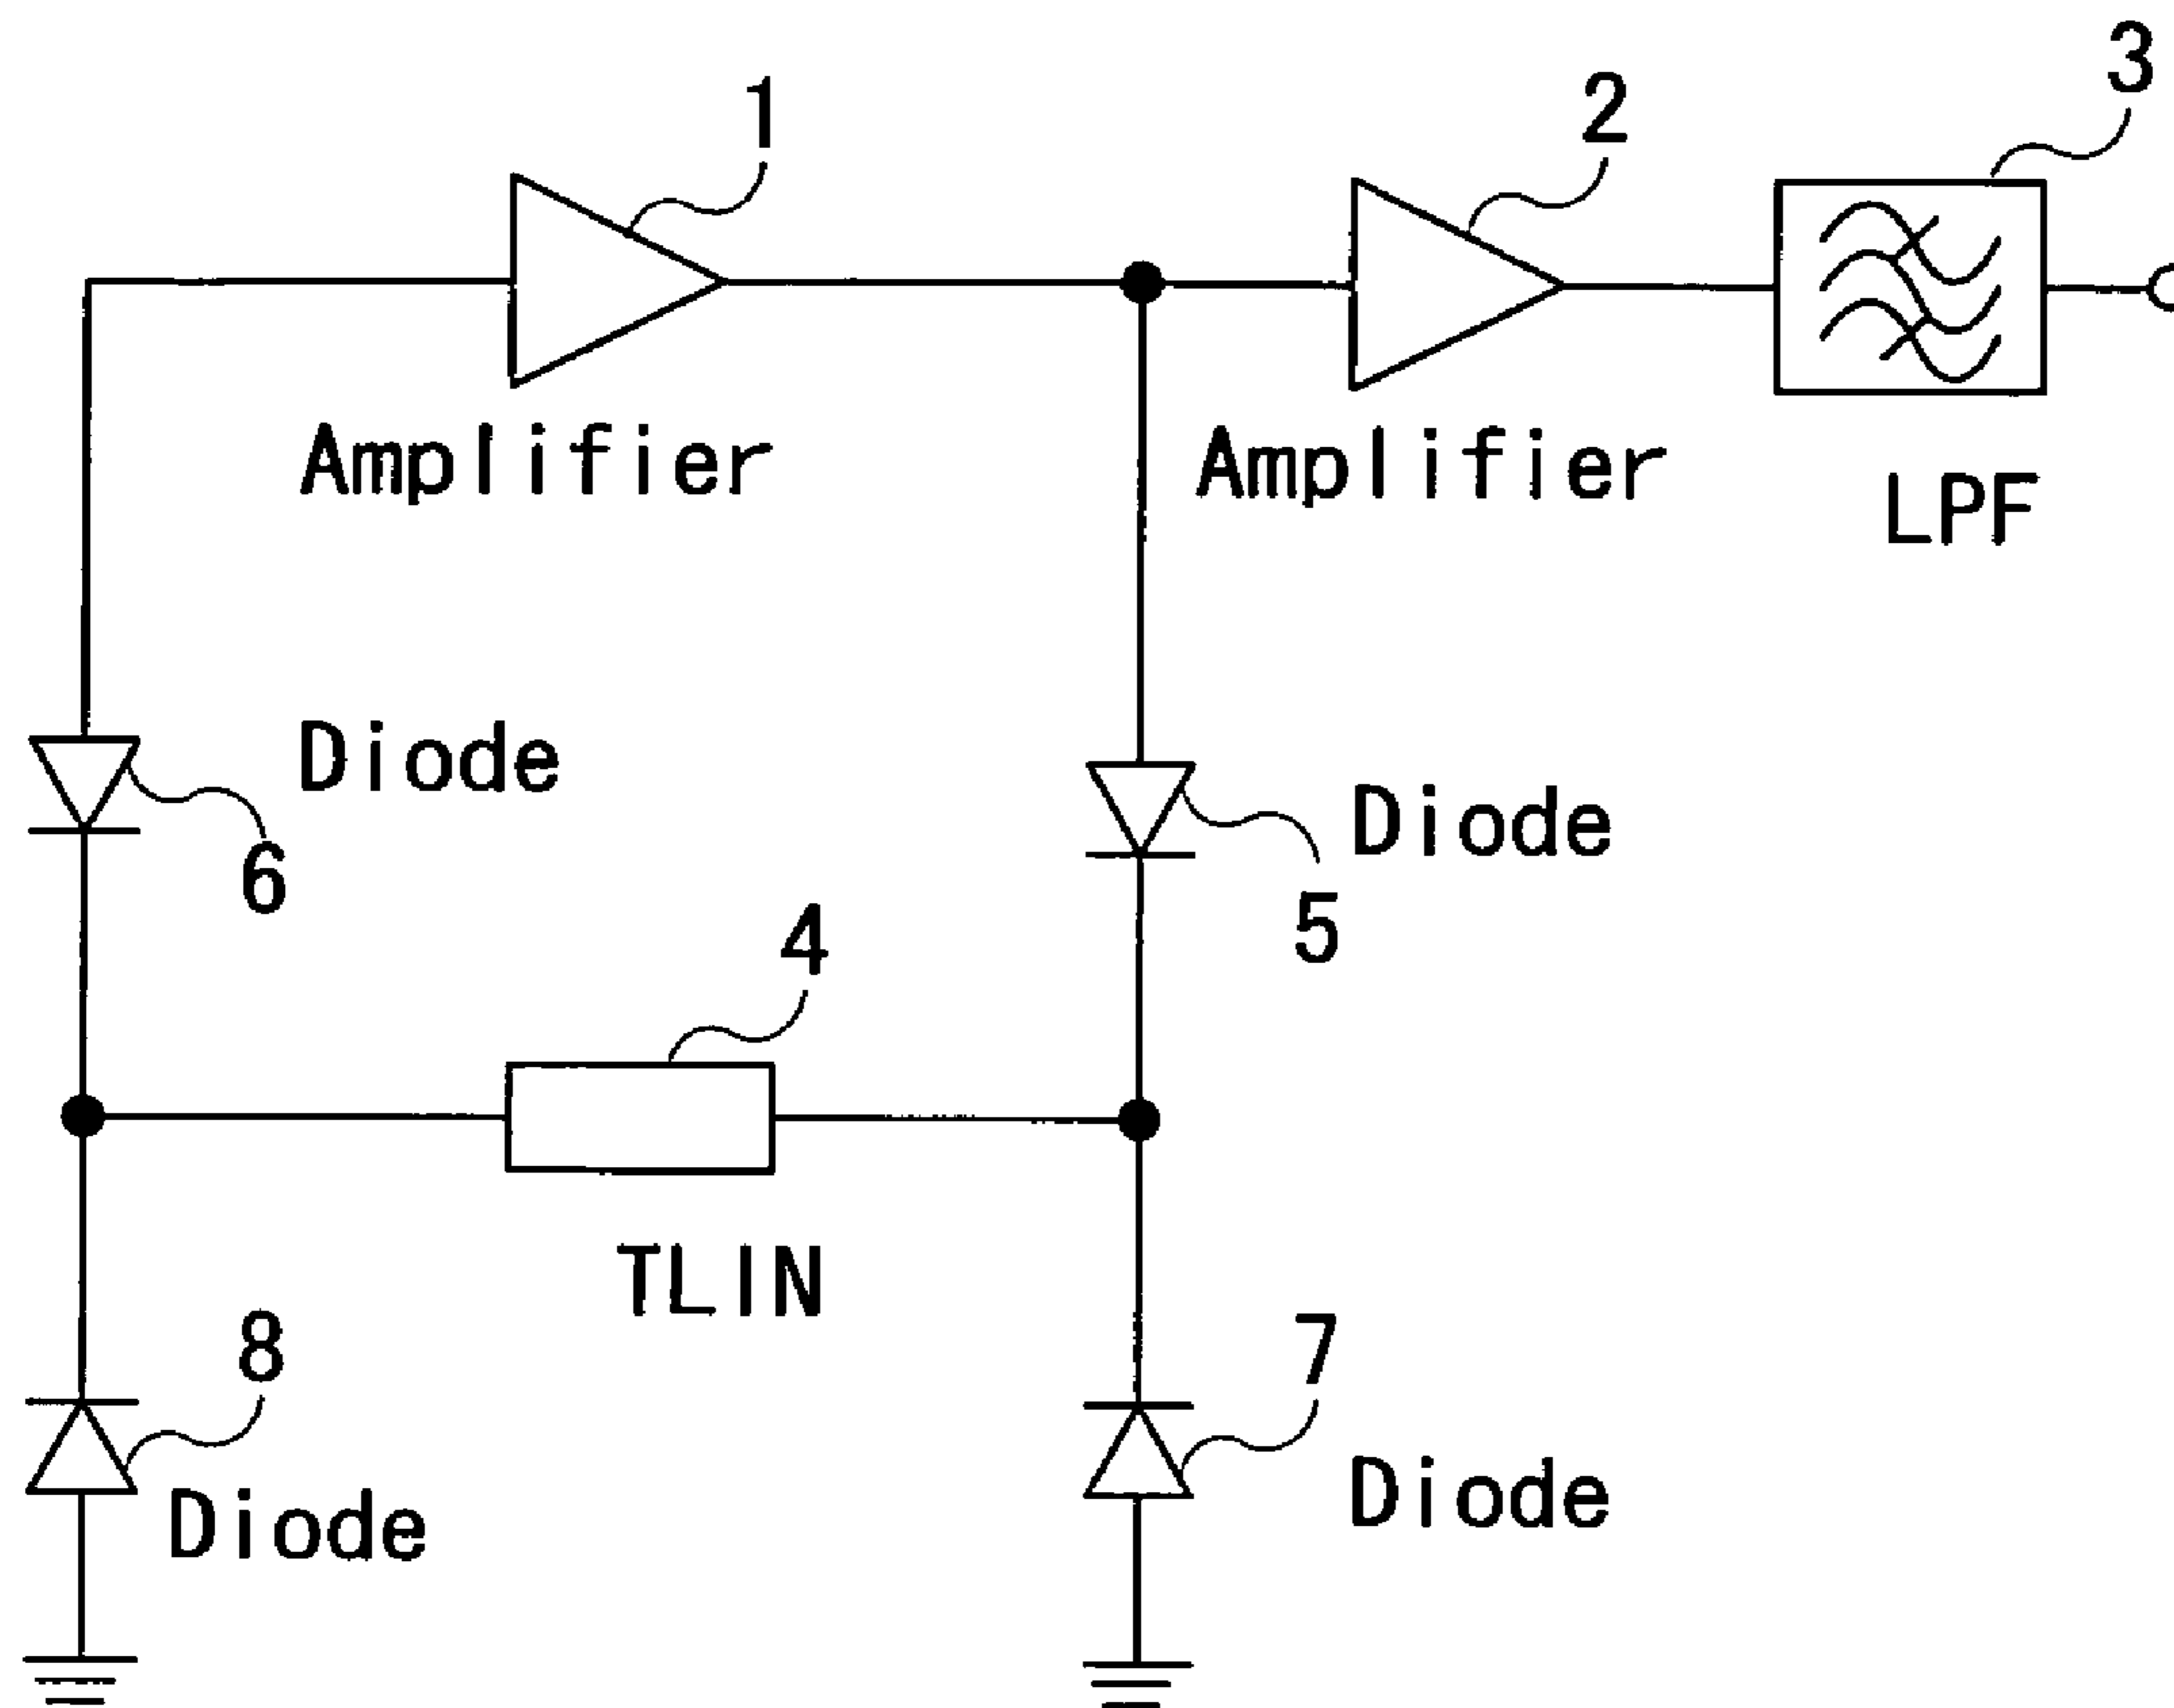 3
1
2
Amplifier
Amplifier
LPF
Diode
Diode
6
5
4
TLIN
8
7
Diode
Diode